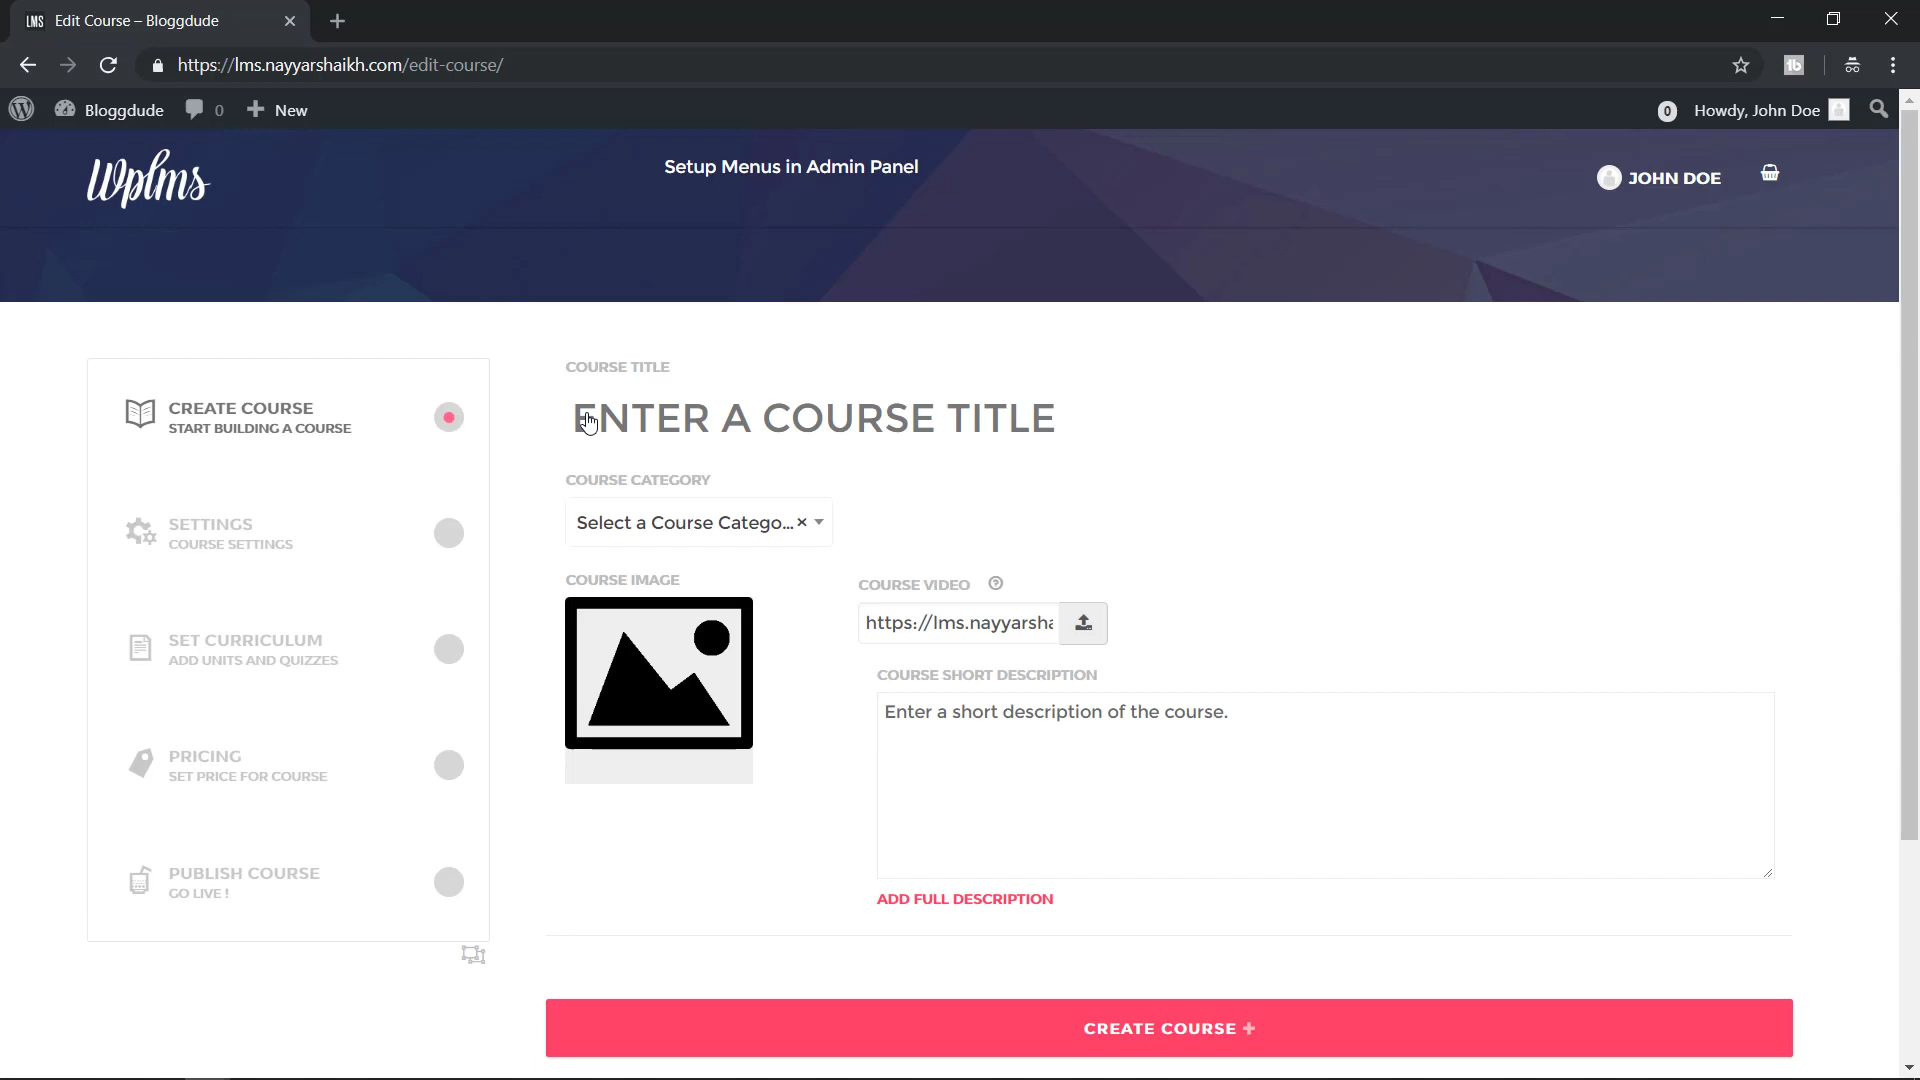 LMS Edit Course – Bloggdude
https://lms.nayyarshaikh.com/edit-course/
tb
Bloggdude 0 New
0 Howdy, John Doe
Wplms
Setup Menus in Admin Panel
JOHN DOE
CREATE COURSE
START BUILDING A COURSE
SETTINGS
COURSE SETTINGS
SET CURRICULUM
ADD UNITS AND QUIZZES
PRICING
SET PRICE FOR COURSE
PUBLISH COURSE
GO LIVE !
COURSE TITLE
ENTER A COURSE TITLE
COURSE CATEGORY
Select a Course Catego...×
COURSE IMAGE
COURSE VIDEO
https://lms.nayyarsha
COURSE SHORT DESCRIPTION
Enter a short description of the course.
ADD FULL DESCRIPTION
CREATE COURSE +